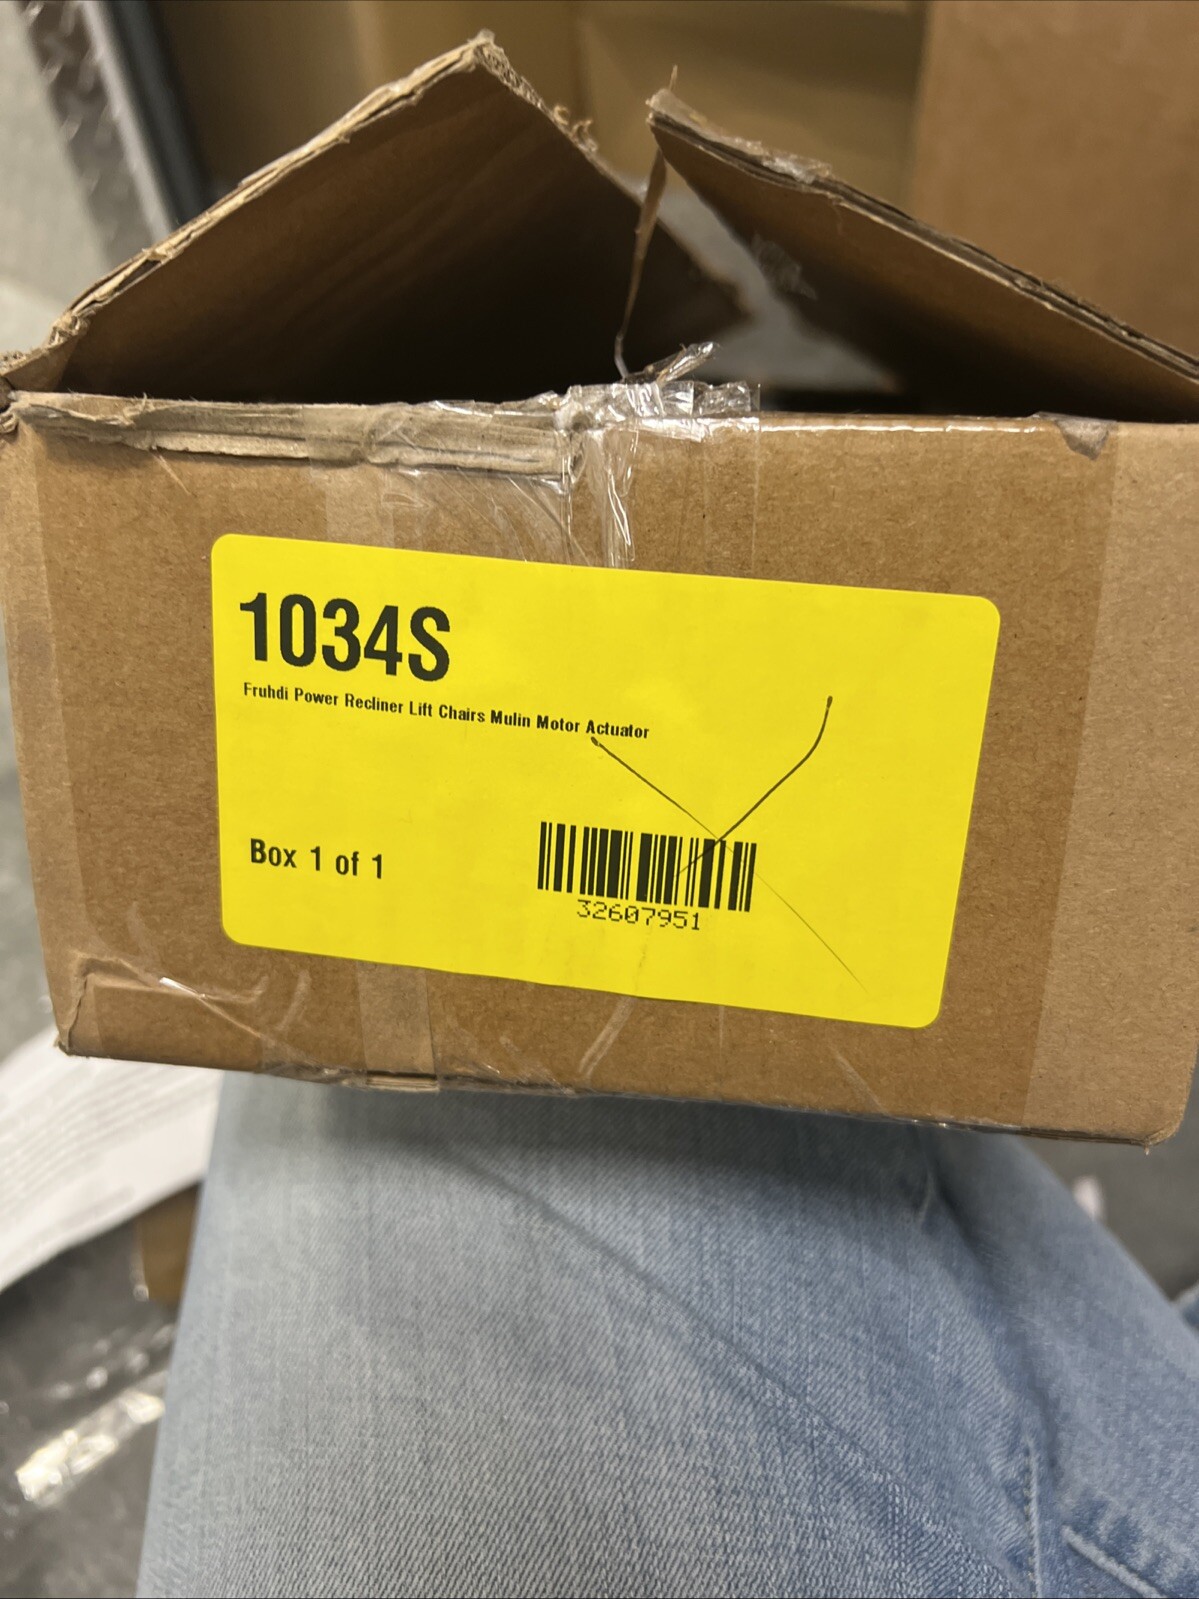 1034S
Fruhdi Power Recliner Lift Chairs Mulin Motor Actuator
Box 1 of 1
32607951